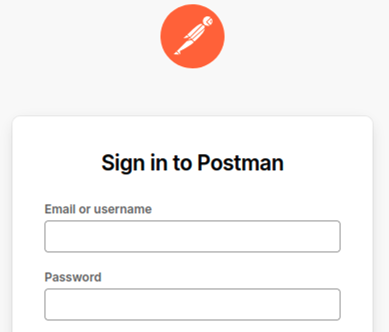 Sign in to Postman
Email or username
Password